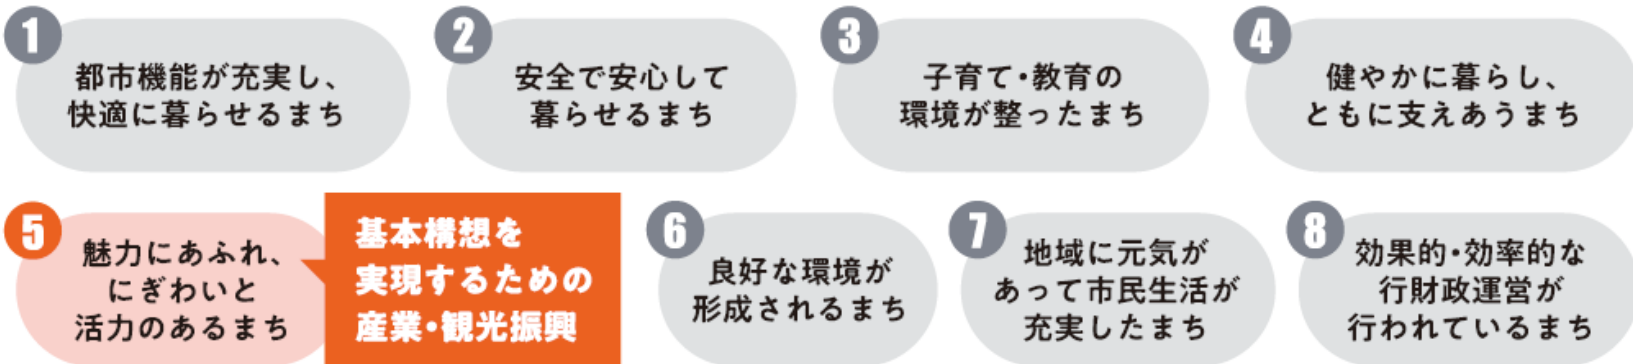 1
都市機能が充実し、
快適に暮らせるまち
2
安全で安心して
暮らせるまち
3
子育て・教育の
環境が整ったまち
4
健やかに暮らし、
ともに支えあうまち
5
魅力にあふれ、
にぎわいと
活力のあるまち
基本構想を
実現するための
産業・観光振興
6
良好な環境が
形成されるまち
7
地域に元気が
あって市民生活が
充実したまち
8
効果的・効率的な
行財政運営が
行われているまち